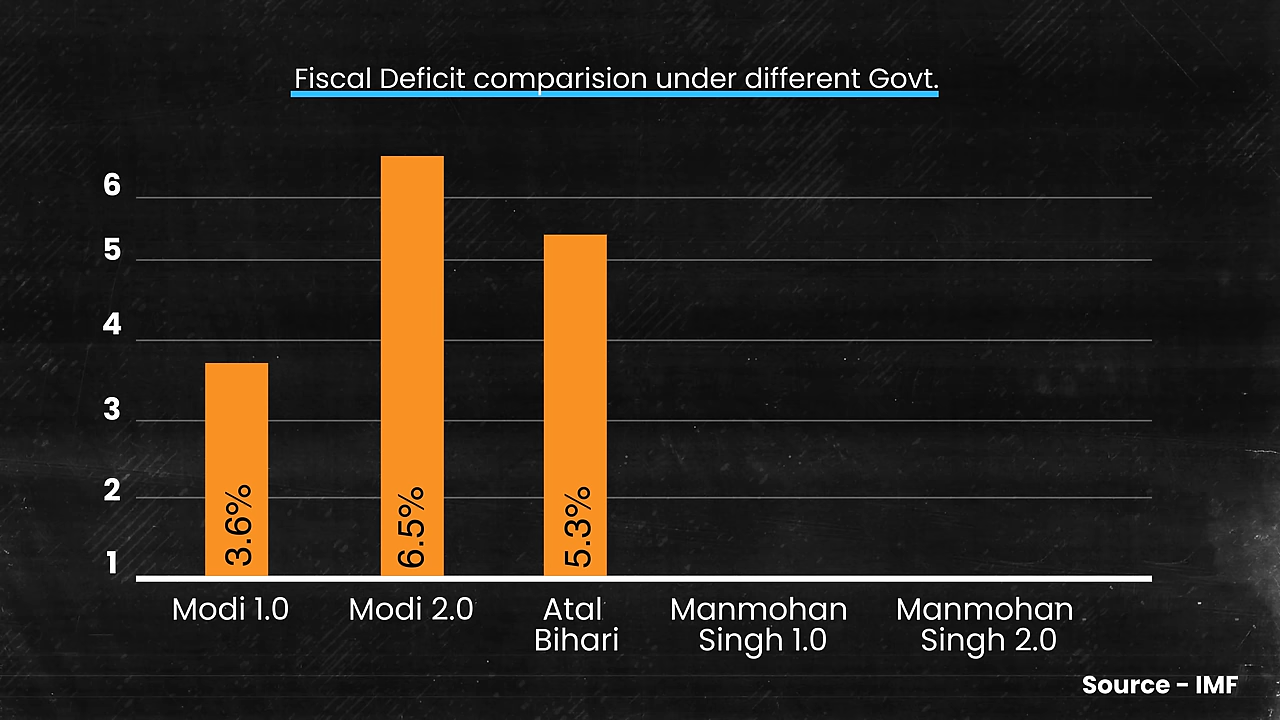 Fiscal Deficit comparision under different Govt.
6
5
4
3
2
1
3.6%
6.5%
5.3%
Modi 1.0
Modi 2.0
Atal
Bihari
Manmohan
Singh 1.0
Manmohan
Singh 2.0
Source - IMF